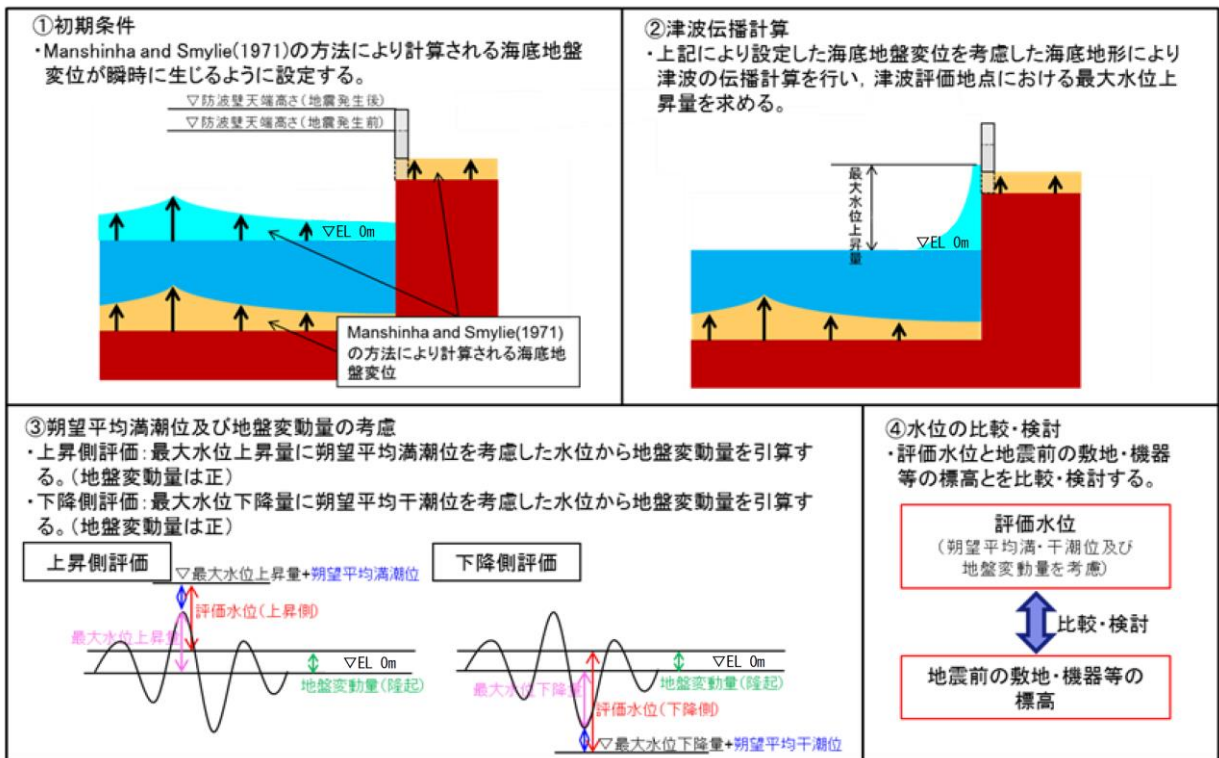 ①初期条件
・Manshinha and Smylie(1971)の方法により計算される海底地盤
変位が瞬時に生じるように設定する。
▽防波壁天端高さ(地震発生後)
▽防波壁天端高さ(地震発生前)
▽EL 0m
Manshinha and Smylie(1971)
の方法により計算される海底地
盤変位
②津波伝播計算
・上記により設定した海底地盤変位を考慮した海底地形により
津波の伝播計算を行い，津波評価地点における最大水位上
昇量を求める。
最大水位上昇量
▽EL 0m
③朔望平均満潮位及び地盤変動量の考慮
・上昇側評価：最大水位上昇量に朔望平均満潮位を考慮した水位から地盤変動量を引算す
る。(地盤変動量は正)
・下降側評価：最大水位下降量に朔望平均干潮位を考慮した水位から地盤変動量を引算す
る。(地盤変動量は正)
上昇側評価
▽最大水位上昇量+朔望平均満潮位
評価水位(上昇側)
最大水位上昇量
▽EL 0m
地盤変動量(隆起)
下降側評価
▽EL 0m
最大水位下降量
地盤変動量(隆起)
評価水位(下降側)
▽最大水位下降量+朔望平均干潮位
④水位の比較・検討
・評価水位と地震前の敷地・機器
等の標高とを比較・検討する。
評価水位
(朔望平均満・干潮位及び
地盤変動量を考慮)
比較・検討
地震前の敷地・機器等の
標高